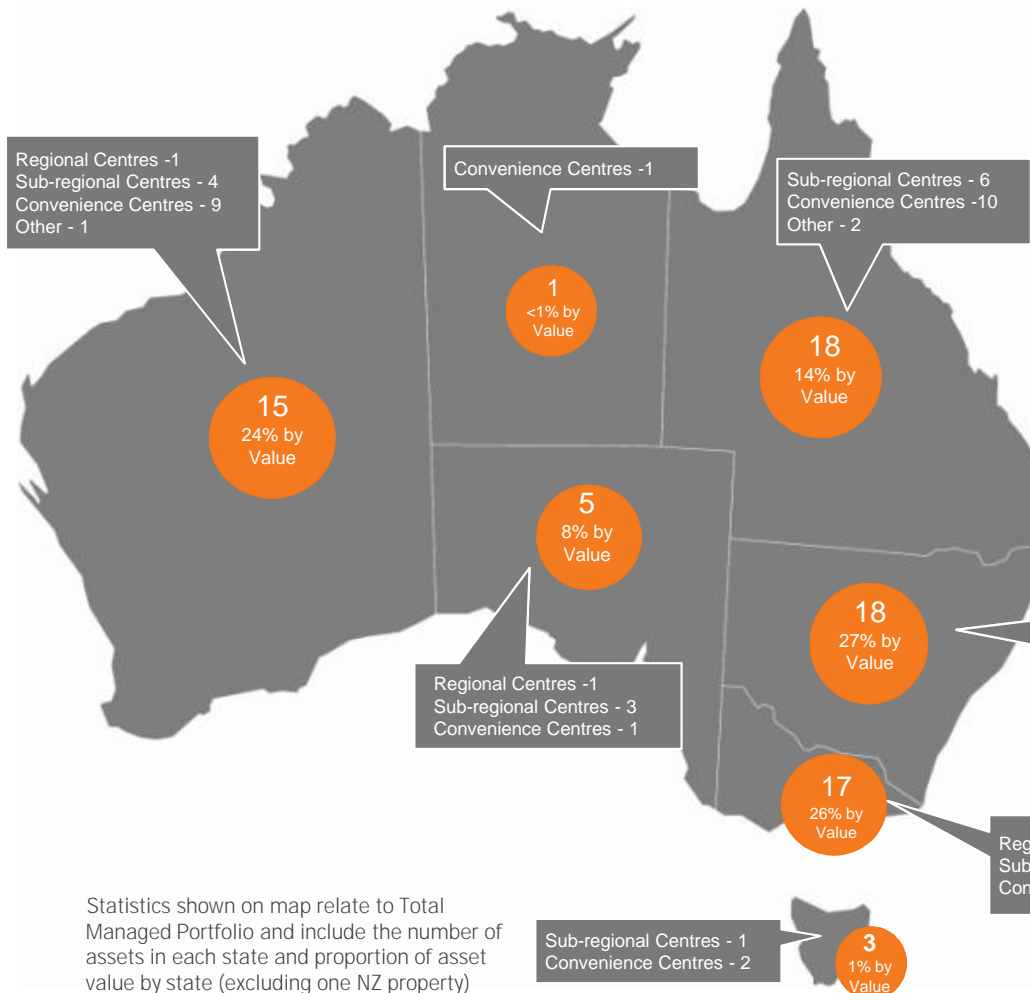 Regional Centres -1
Sub-regional Centres - 4
Convenience Centres - 9
Other - 1
Convenience Centres -1
Sub-regional Centres - 6
Convenience Centres -10
Other - 2
1
<1% by
Value
18
14% by
Value
15
24% by
Value
5
8% by
Value
18
27% by
Value
Regional Centres -1
Sub-regional Centres - 3
Convenience Centres - 1
17
26% by
Value
Reg
Sub
Con
Statistics shown on map relate to Total
Managed Portfolio and include the number of
assets in each state and proportion of asset
value by state (excluding one NZ property)
Sub-regional Centres - 1
Convenience Centres - 2
3
1% by
Value